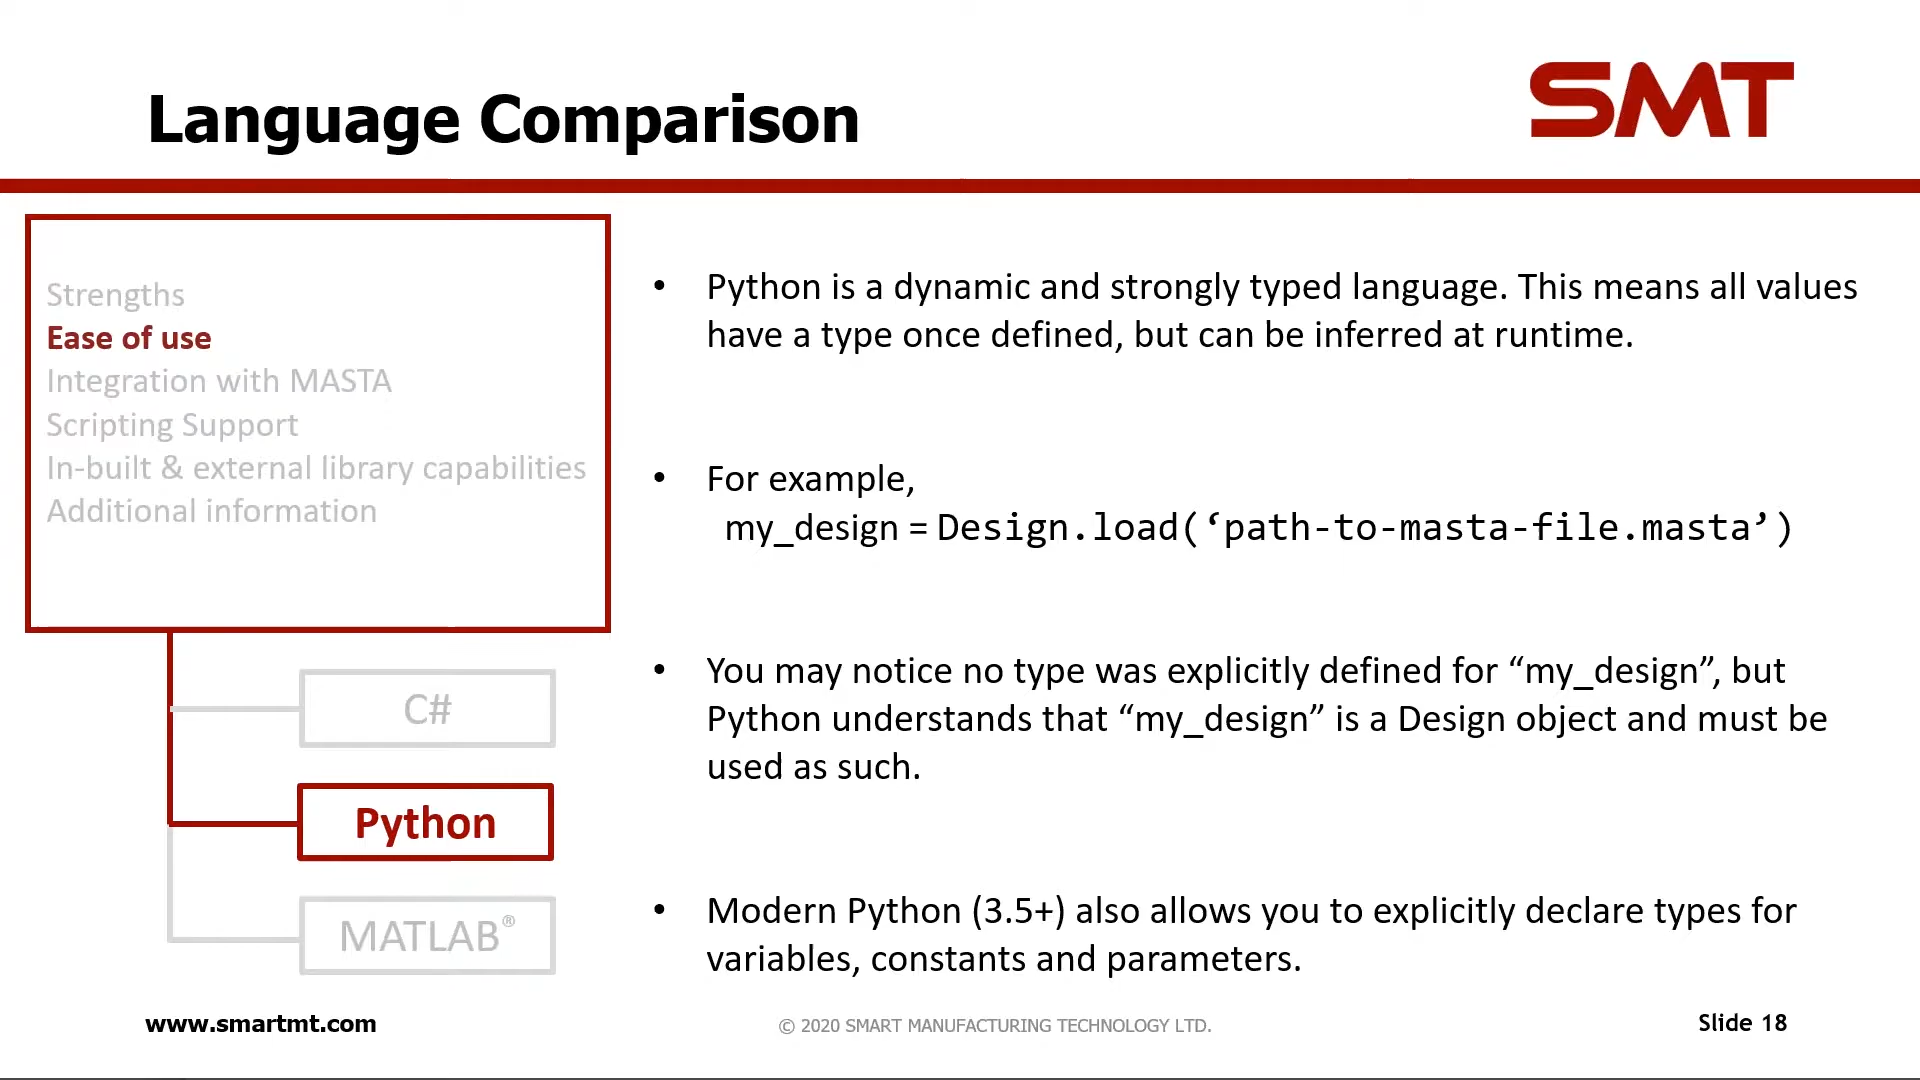 Language Comparison
SMT
Strengths
Ease of use
Integration with MASTA
Scripting Support
In-built & external library capabilities
Additional information
C#
Python
MATLAB®
• Python is a dynamic and strongly typed language. This means all values
have a type once defined, but can be inferred at runtime.
• For example,
my_design = Design.load(‘path-to-masta-file.masta’)
• You may notice no type was explicitly defined for “my_design”, but
Python understands that “my_design” is a Design object and must be
used as such.
• Modern Python (3.5+) also allows you to explicitly declare types for
variables, constants and parameters.
www.smartmt.com
© 2020 SMART MANUFACTURING TECHNOLOGY LTD.
Slide 18